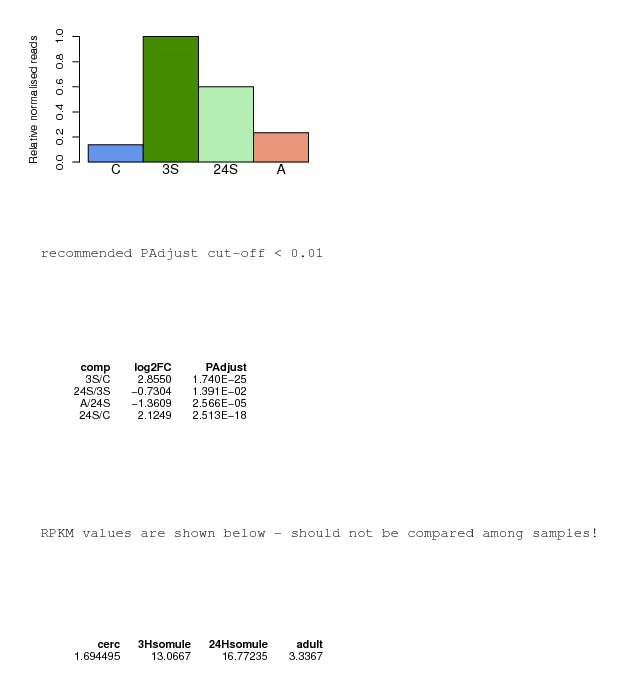 Relative normalised reads
1.0
0.8
0.6
0.4
0.2
0.0
C 3S 24S A
recommended PAdjust cut-off < 0.01
comp log2FC PAdjust
3S/C 2.8550 1.740E−25
24S/3S −0.7304 1.391E−02
A/24S −1.3609 2.566E−05
24S/C 2.1249 2.513E−18
RPKM values are shown below - should not be compared among samples!
cerc 3Hsomule 24Hsomule adult
1.694495 13.0667 16.77235 3.3367